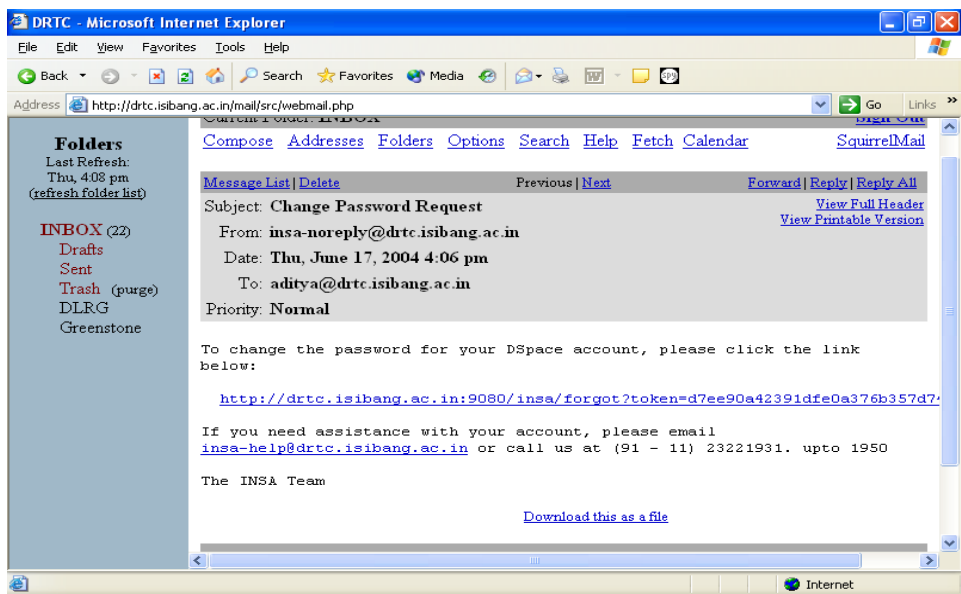 DRTC - Microsoft Internet Explorer
File Edit View Favorites Tools Help
Back Search Favorites Media
Address http://drtc.isibang.ac.in/mail/src/webmail.php Go Links »
Current Folder: INBOX Sign Out
Compose Addresses Folders Options Search Help Fetch Calendar SquirrelMail
Folders
Last Refresh:
Thu, 4:08 pm
(refresh folder list)
INBOX (22)
Drafts
Sent
Trash (purge)
DLRG
Greenstone
Message List | Delete Previous | Next Forward | Reply | Reply All
Subject: Change Password Request View Full Header
From: insa-noreply@drtc.isibang.ac.in View Printable Version
Date: Thu, June 17, 2004 4:06 pm
To: aditya@drtc.isibang.ac.in
Priority: Normal
To change the password for your DSpace account, please click the link
below:
http://drtc.isibang.ac.in:9080/insa/forgot?token=d7ee90a42391dfe0a376b357d7
If you need assistance with your account, please email
insa-help@drtc.isibang.ac.in or call us at (91 - 11) 23221931. upto 1950
The INSA Team
Download this as a file
Internet